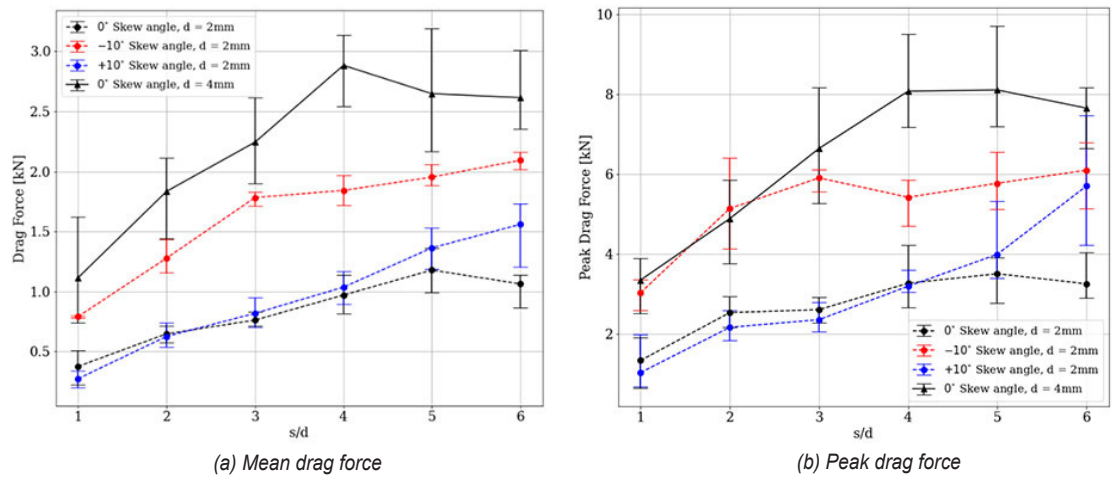 0° Skew angle, d = 2mm
−10° Skew angle, d = 2mm
+10° Skew angle, d = 2mm
0° Skew angle, d = 4mm
3.0
2.5
2.0
1.5
1.0
0.5
Drag Force [kN]
1 2 3 4 5 6
s/d
(a) Mean drag force
10
8
6
4
2
Peak Drag Force [kN]
0° Skew angle, d = 2mm
−10° Skew angle, d = 2mm
+10° Skew angle, d = 2mm
0° Skew angle, d = 4mm
1 2 3 4 5 6
s/d
(b) Peak drag force